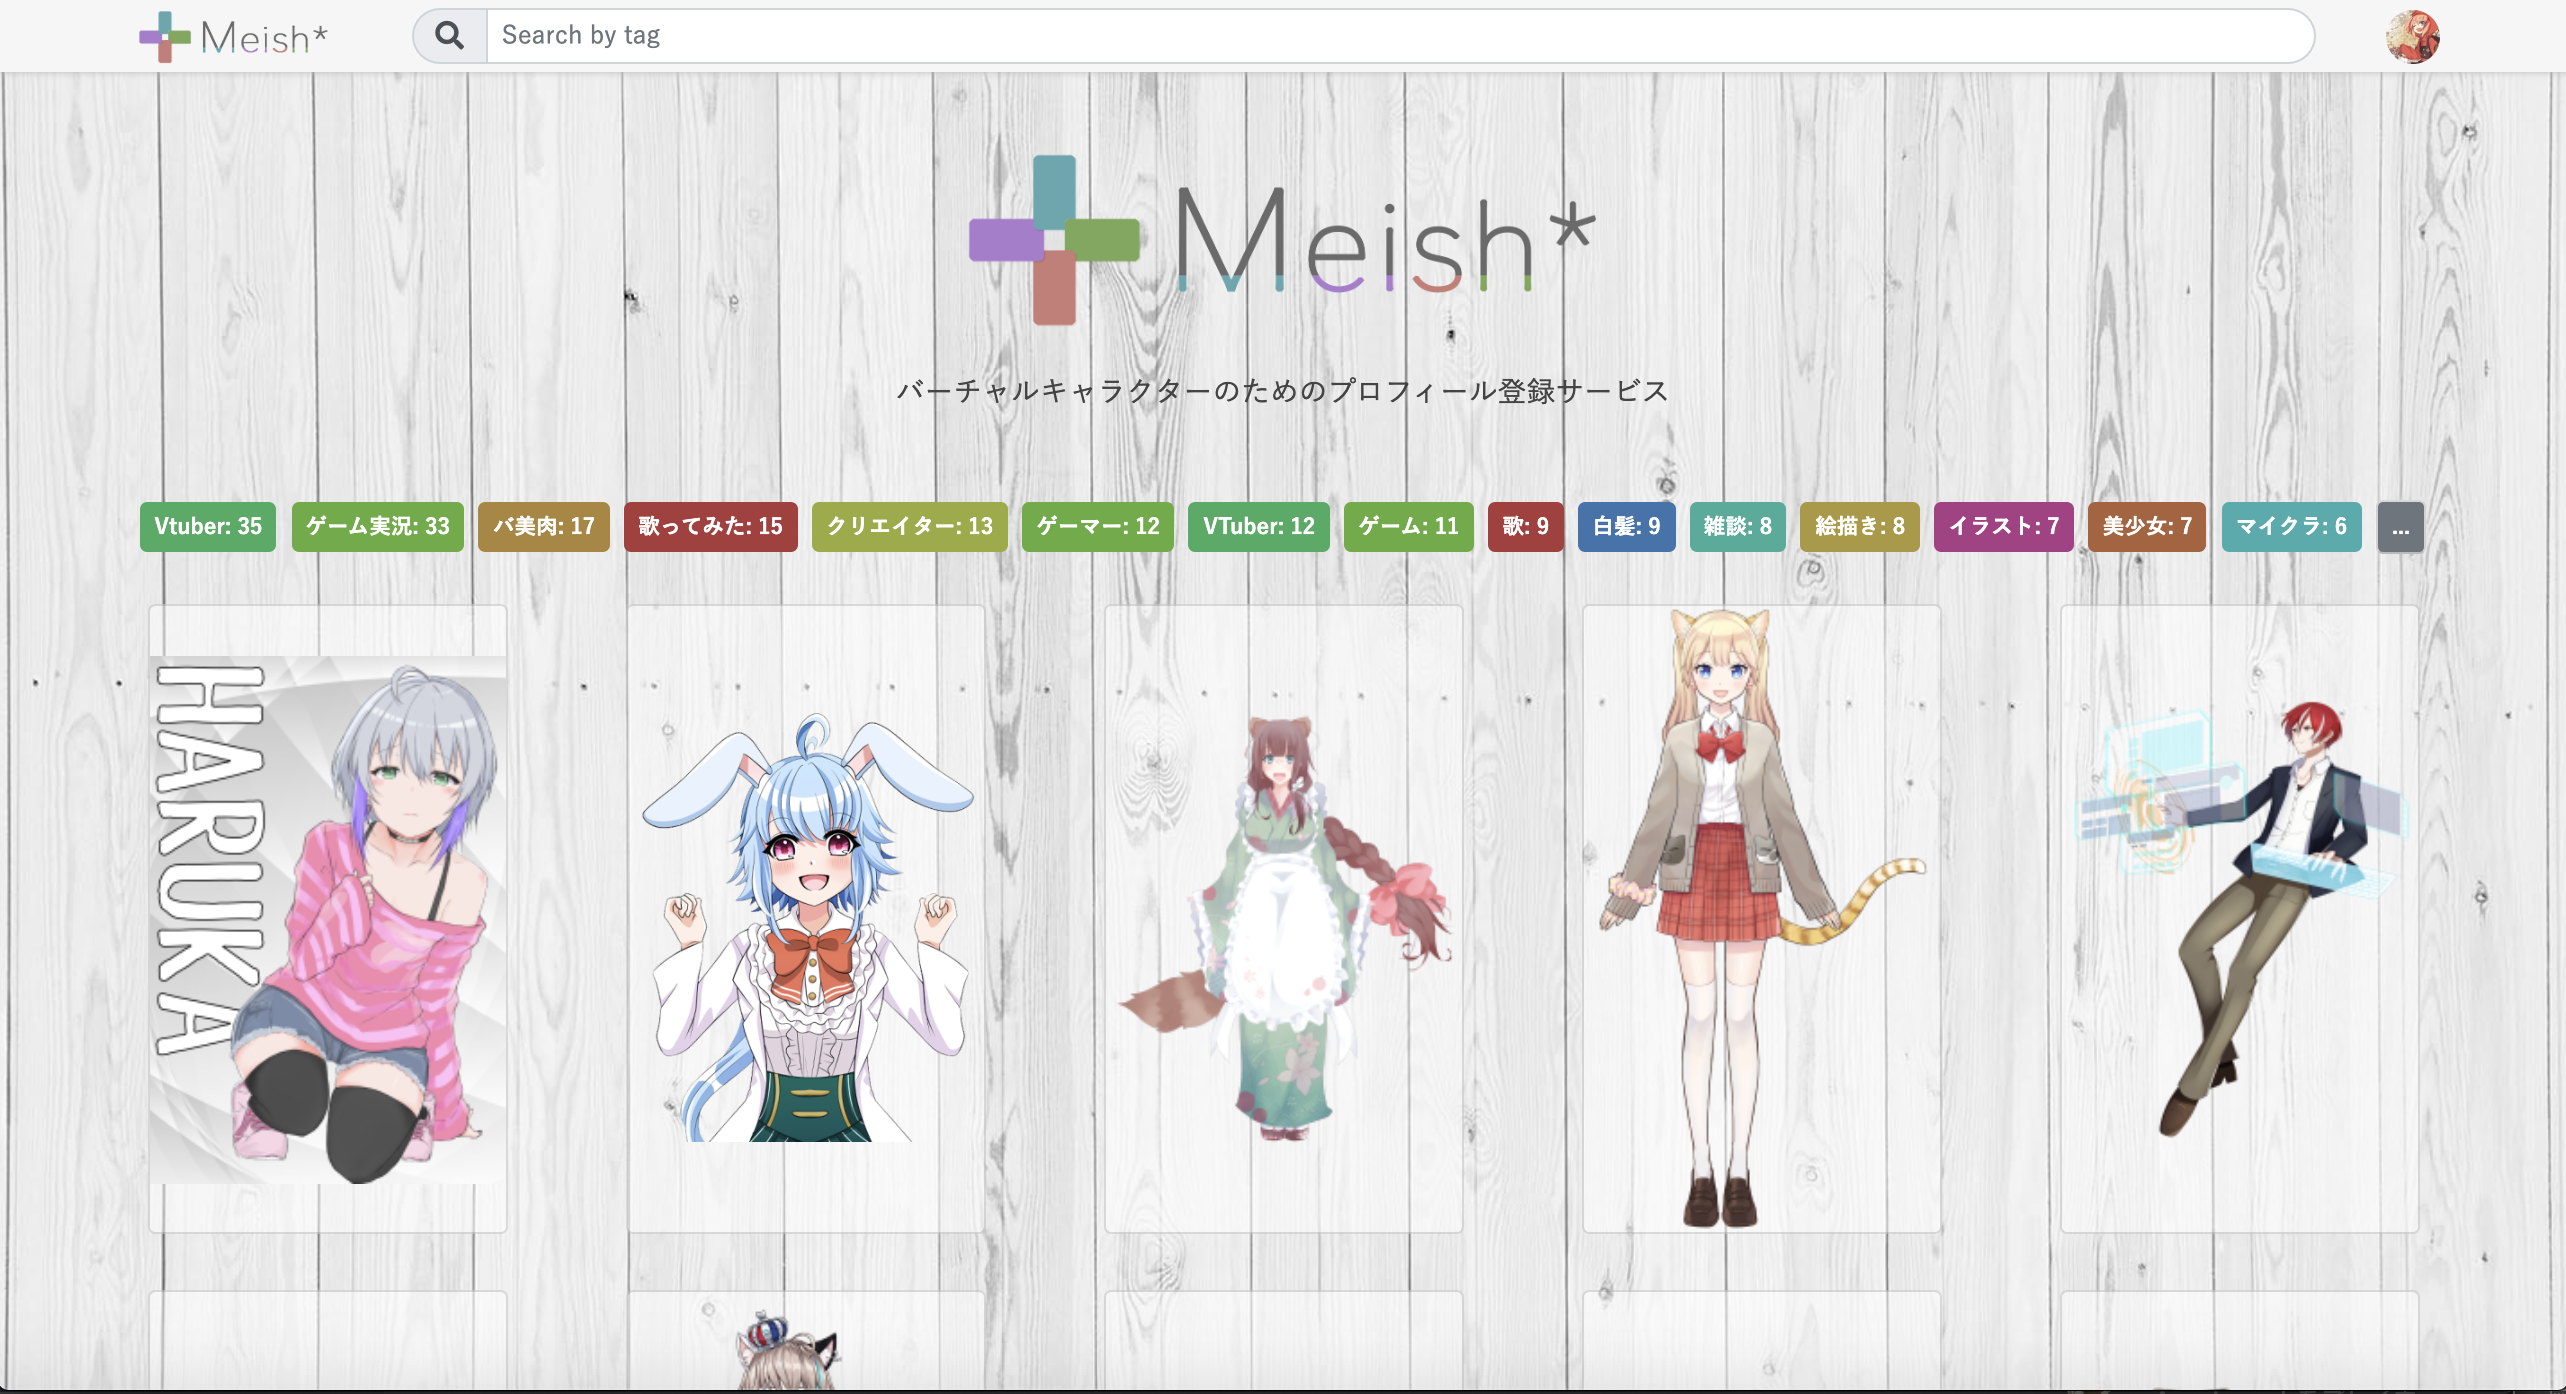 Meish*
Search by tag
Meish*
バーチャルキャラクターのためのプロフィール登録サービス
Vtuber: 35 ゲーム実況: 33 バ美肉: 17 歌ってみた: 15 クリエイター: 13 ゲーマー: 12 VTuber: 12 ゲーム: 11 歌: 9 白髪: 9 雑談: 8 絵描き: 8 イラスト: 7 美少女: 7 マイクラ: 6 ...
HARUKA